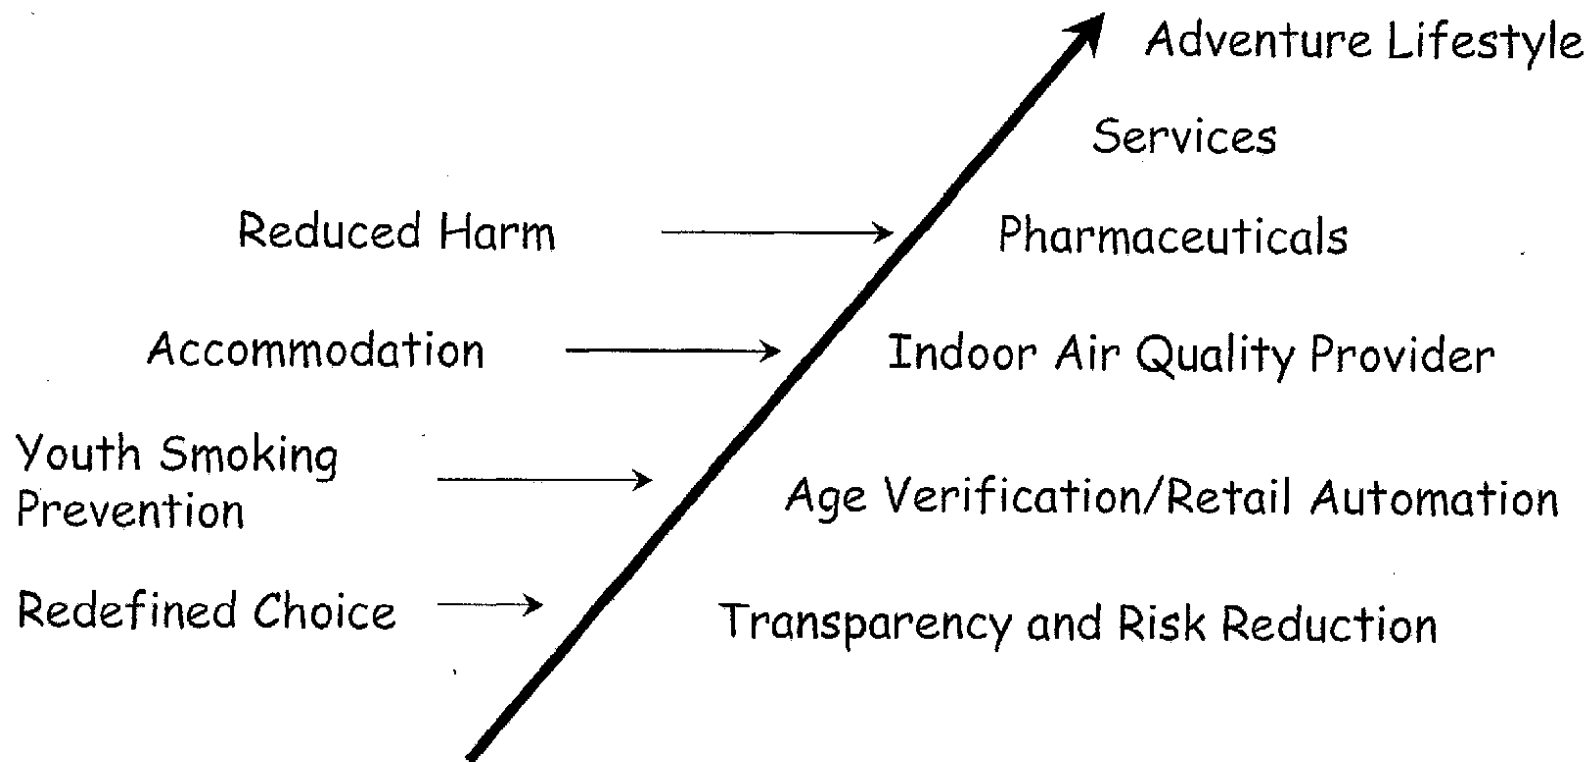 Adventure Lifestyle
Services
Reduced Harm
Pharmaceuticals
Accommodation
Indoor Air Quality Provider
Youth Smoking
Prevention
Age Verification/Retail Automation
Redefined Choice
Transparency and Risk Reduction